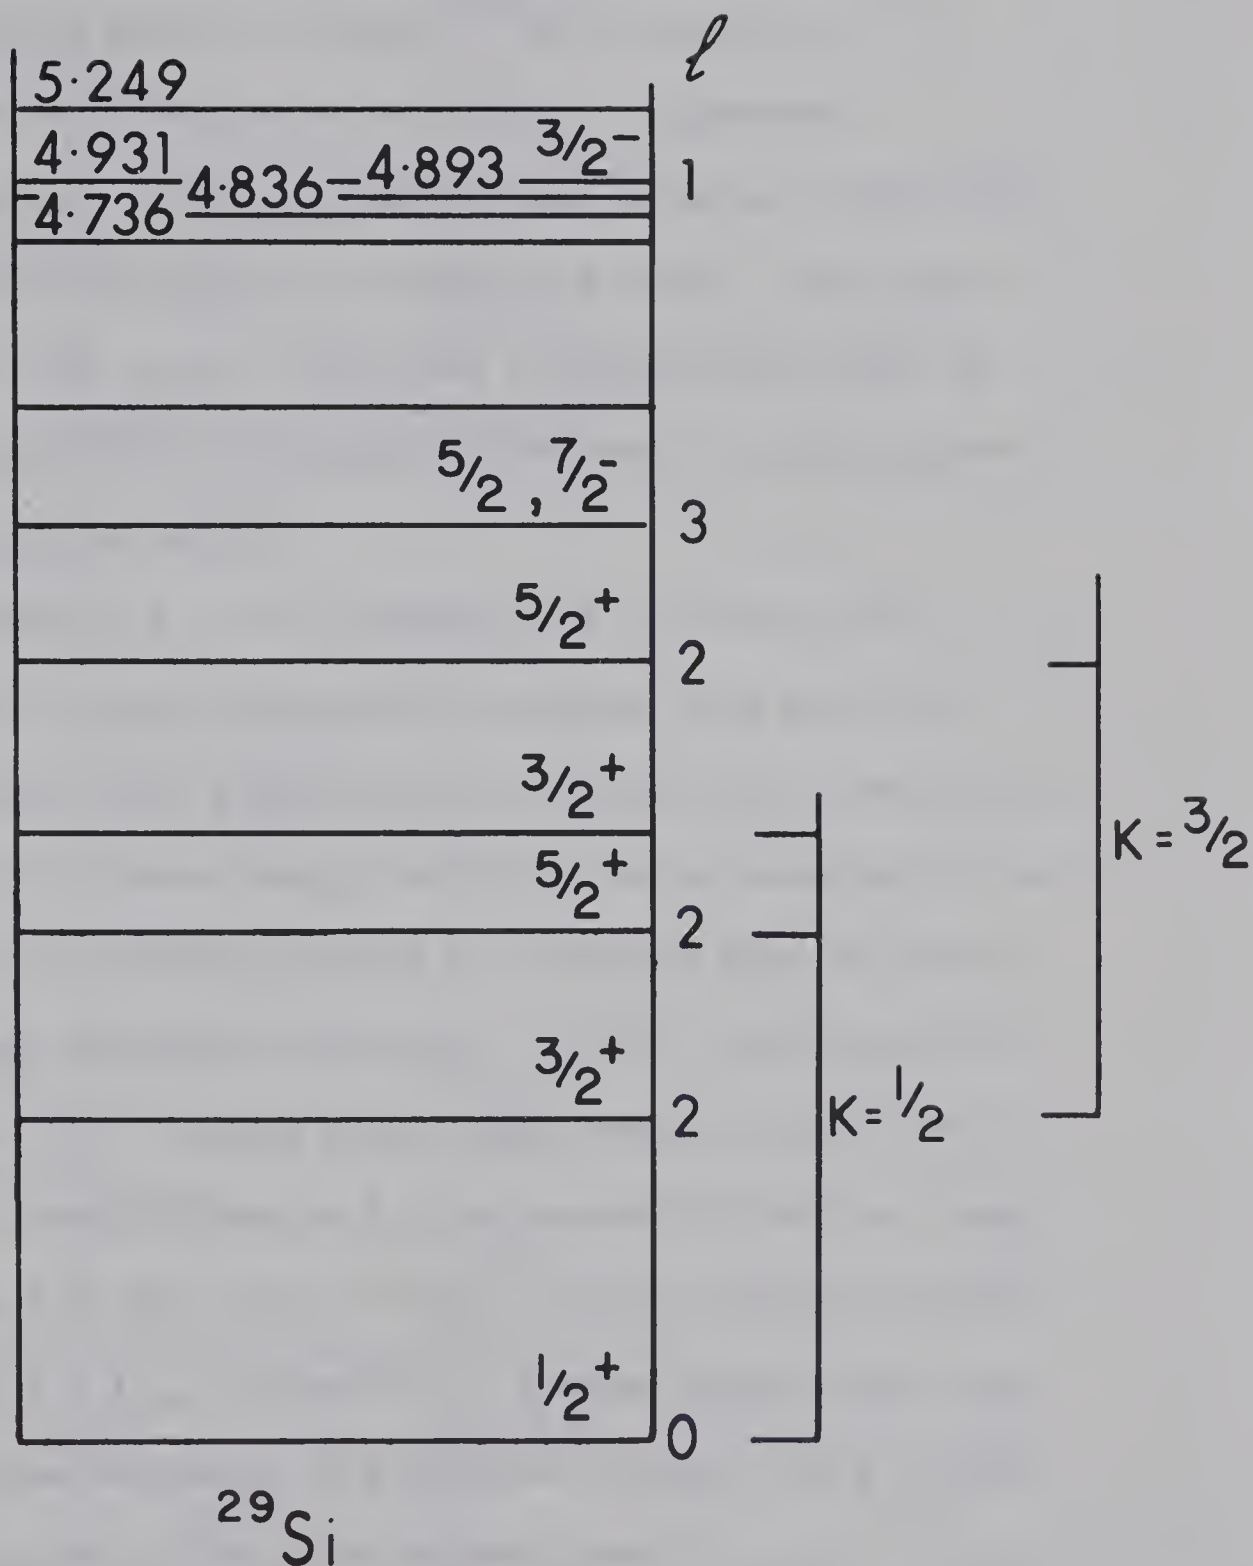 ℓ
5·249
4·931 4·836 4·893 3/2⁻ 1
4·736
5/2 , 7/2⁻
3
5/2⁺
2
3/2⁺
K = 3/2
5/2⁺
2
3/2⁺
2
K = 1/2
1/2⁺
0
²⁹Si